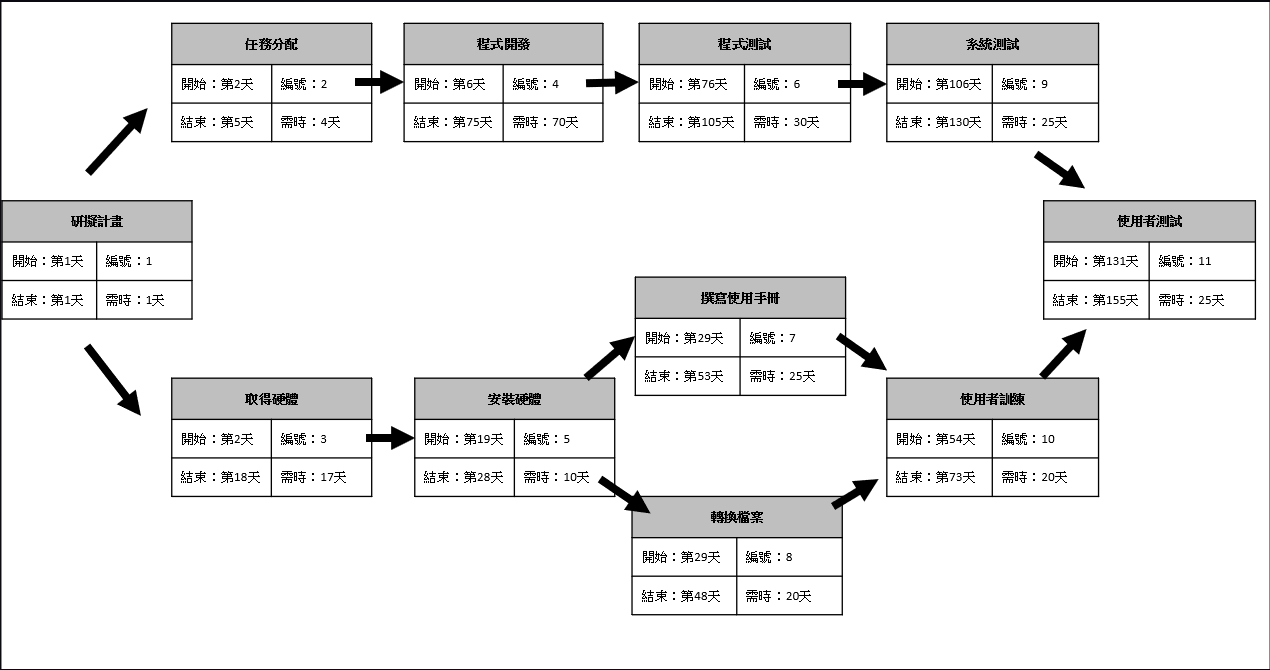 任務分配
開始：第2天 編號：2
結束：第5天 需時：4天
程式開發
開始：第6天 編號：4
結束：第75天 需時：70天
程式測試
開始：第76天 編號：6
結束：第105天 需時：30天
系統測試
開始：第106天 編號：9
結束：第130天 需時：25天
研擬計畫
開始：第1天 編號：1
結束：第1天 需時：1天
使用者測試
開始：第131天 編號：11
結束：第155天 需時：25天
撰寫使用手冊
開始：第29天 編號：7
結束：第53天 需時：25天
取得硬體
開始：第2天 編號：3
結束：第18天 需時：17天
安裝硬體
開始：第19天 編號：5
結束：第28天 需時：10天
使用者訓練
開始：第54天 編號：10
結束：第73天 需時：20天
轉換檔案
開始：第29天 編號：8
結束：第48天 需時：20天